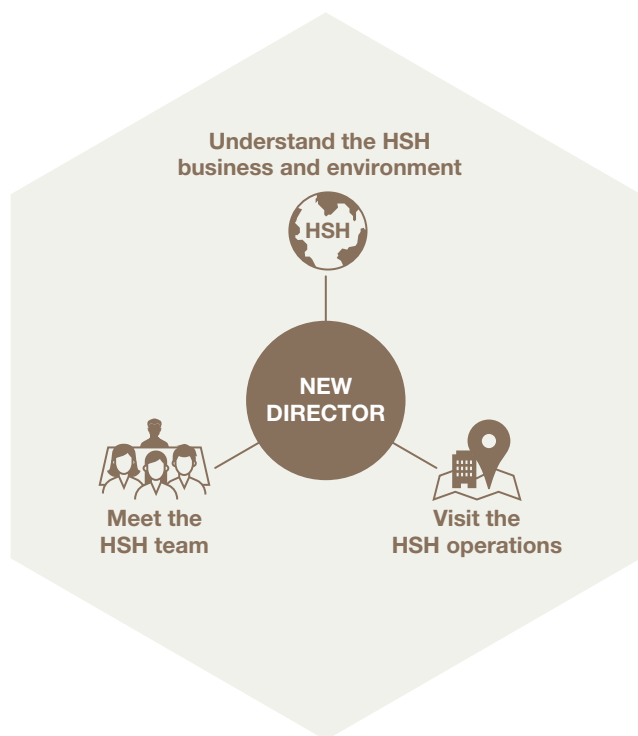 Understand the HSH
business and environment
HSH
NEW
DIRECTOR
Meet the
HSH team
Visit the
HSH operations